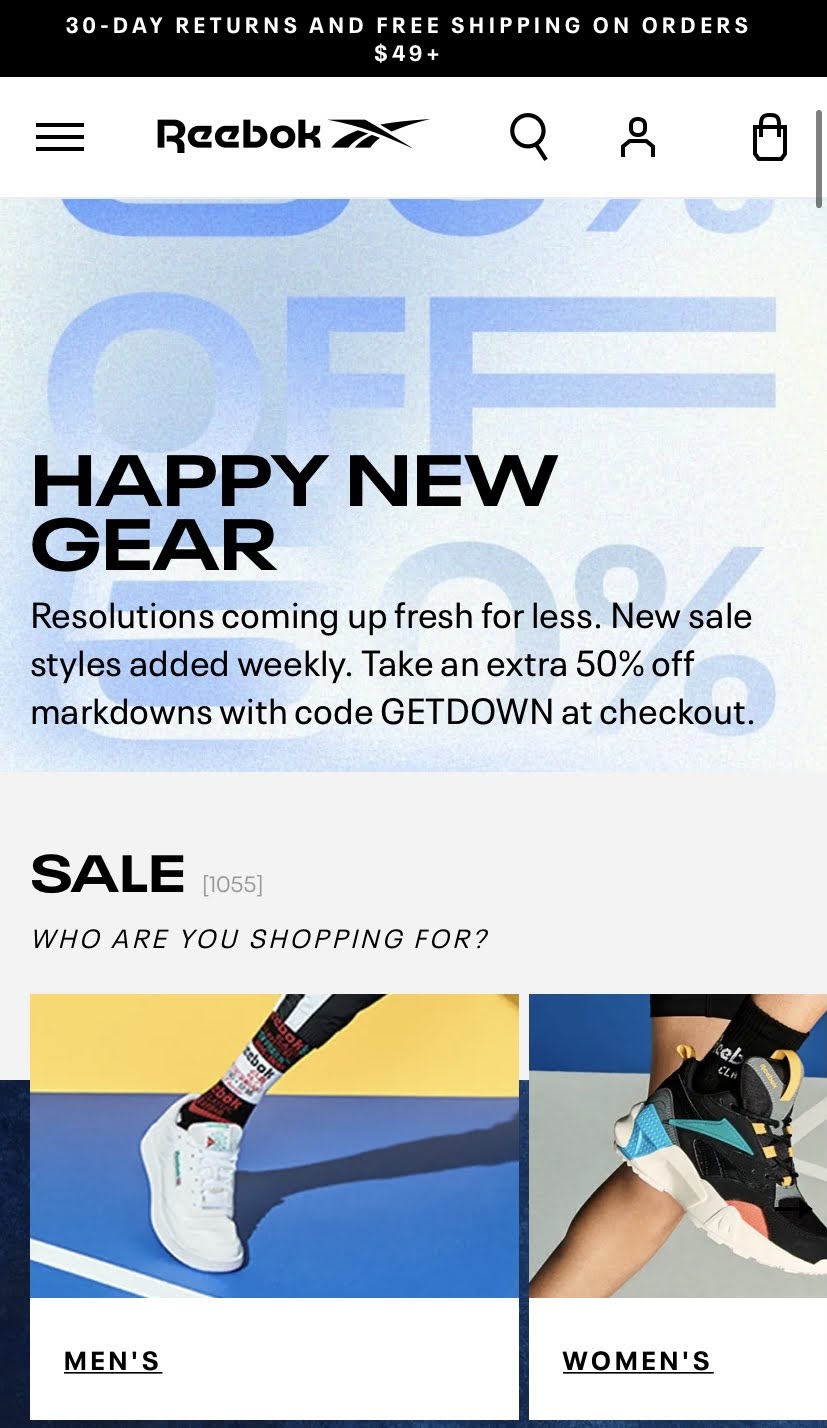 30-DAY RETURNS AND FREE SHIPPING ON ORDERS
$49+
Reebok
OFF
HAPPY NEW
GEAR
50%
Resolutions coming up fresh for less. New sale
styles added weekly. Take an extra 50% off
markdowns with code GETDOWN at checkout.
SALE [1055]
WHO ARE YOU SHOPPING FOR?
Reebok
MEN'S
WOMEN'S